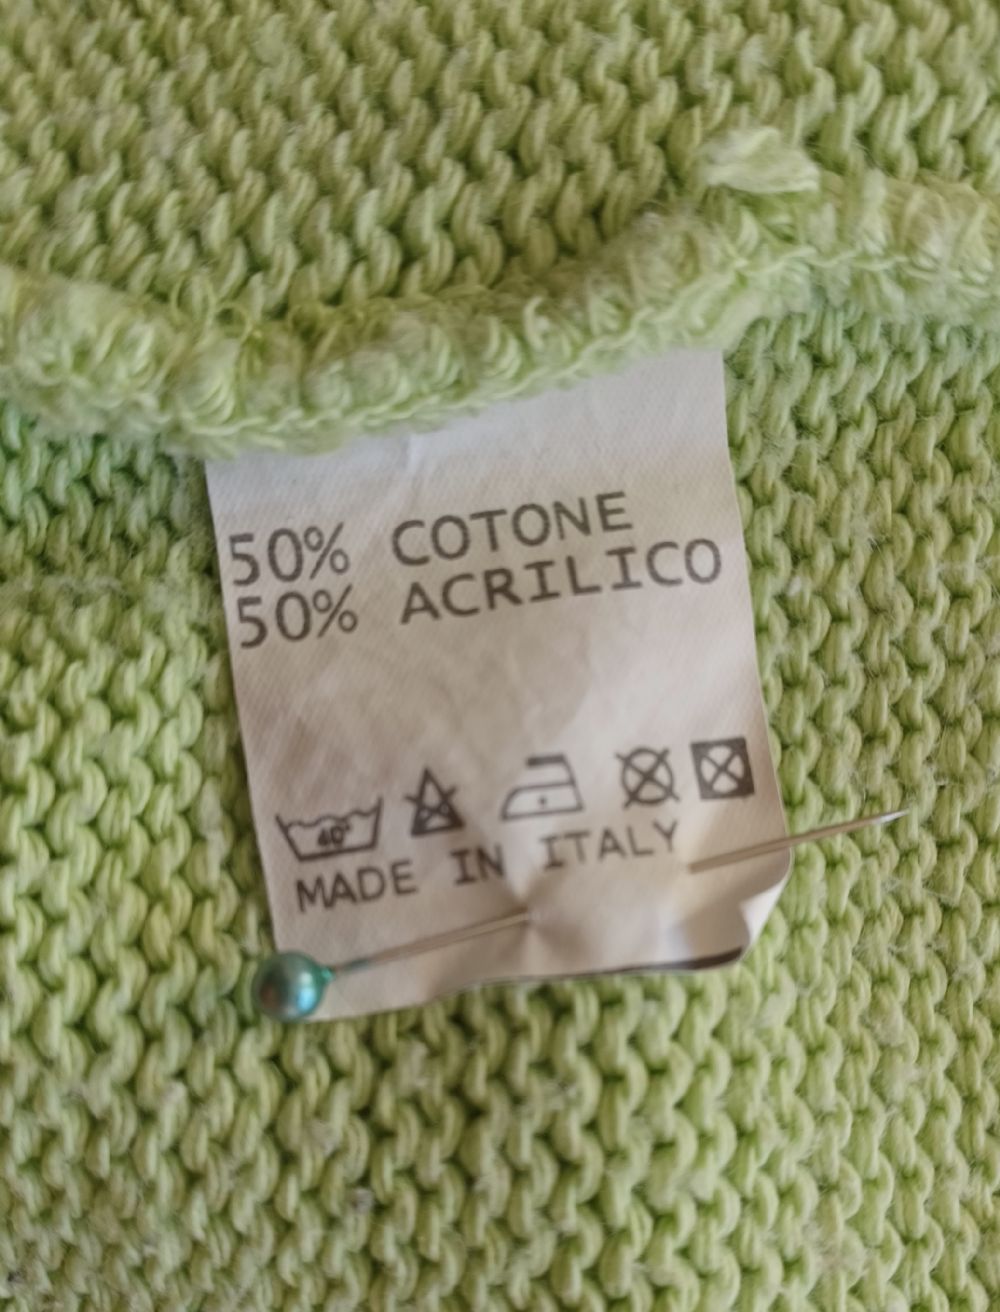 50% COTONE
50% ACRILICO
40°
MADE IN ITALY